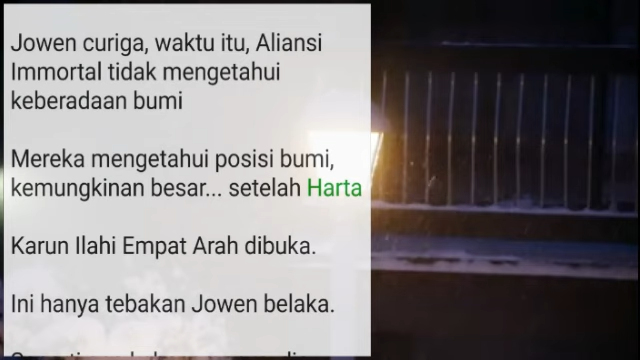 Jowen curiga, waktu itu, Aliansi
Immortal tidak mengetahui
keberadaan bumi
Mereka mengetahui posisi bumi,
kemungkinan besar... setelah Harta
Karun Ilahi Empat Arah dibuka.
Ini hanya tebakan Jowen belaka.